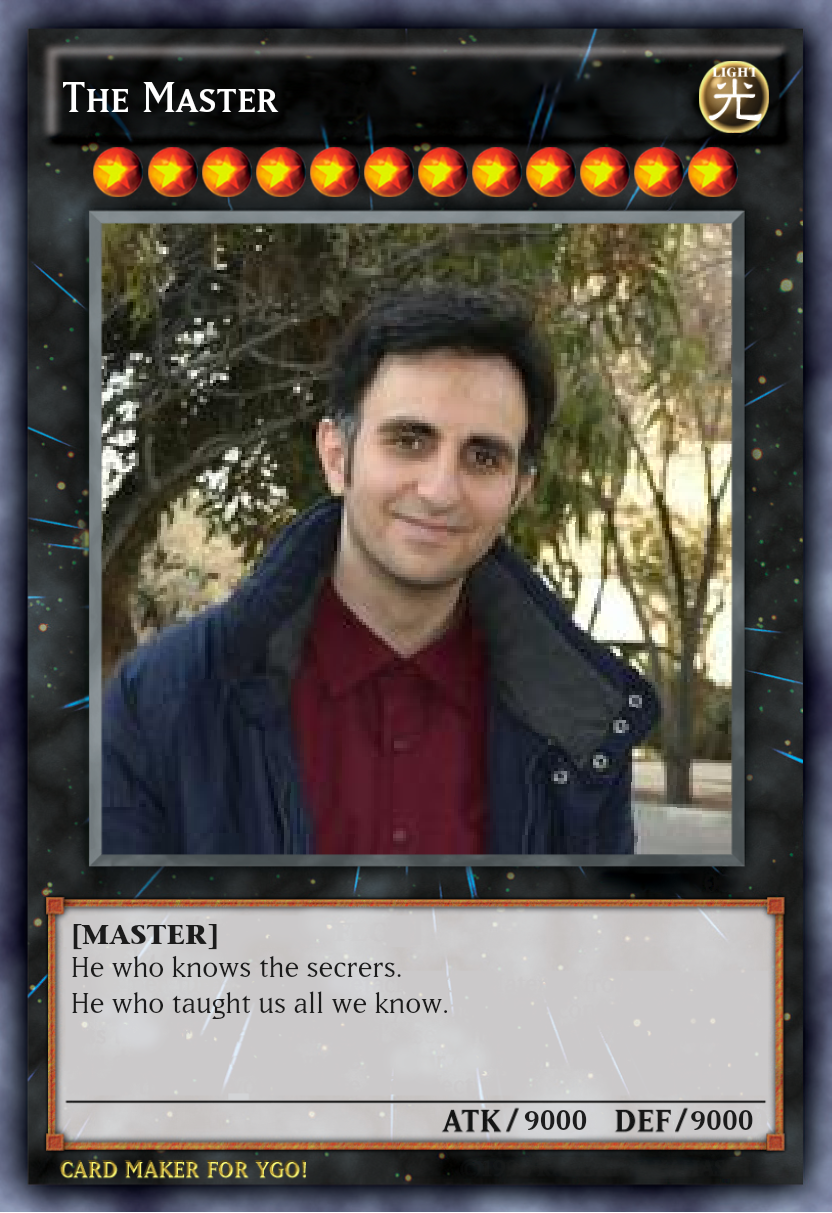 The Master
LIGHT
光
[MASTER]
He who knows the secrers.
He who taught us all we know.
ATK/9000 DEF/9000
CARD MAKER FOR YGO!